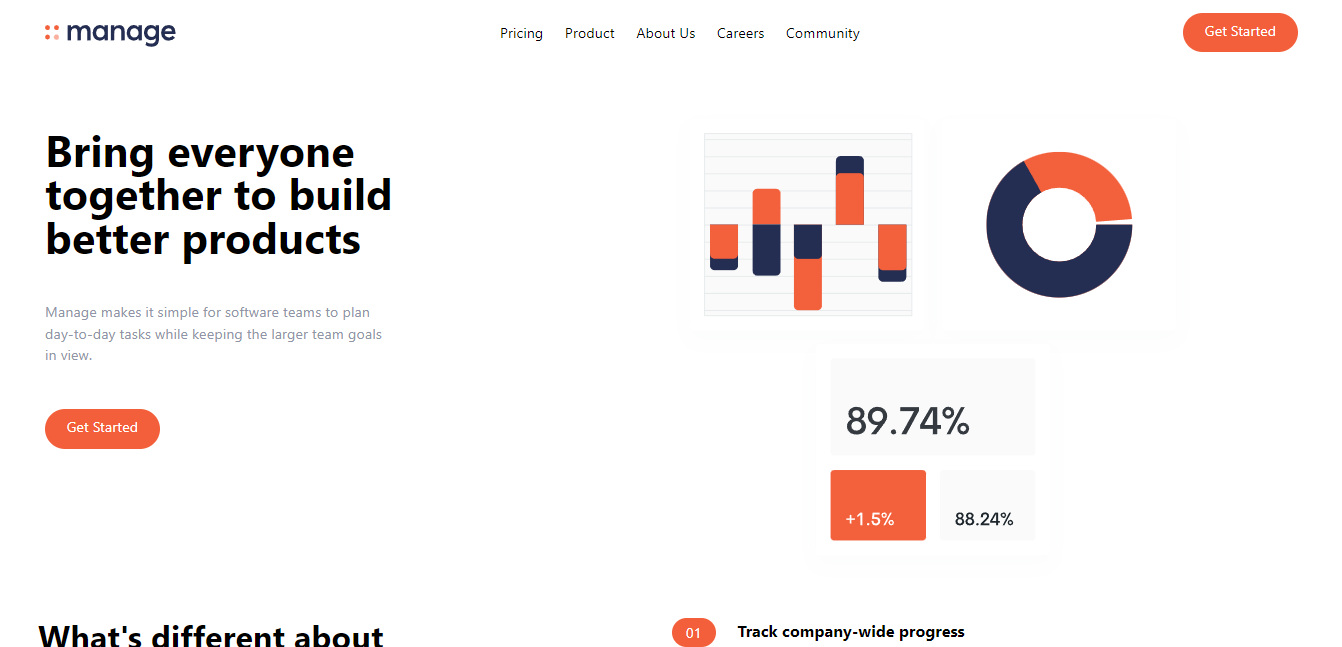 manage
Pricing Product About Us Careers Community
Get Started
Bring everyone
together to build
better products
Manage makes it simple for software teams to plan
day-to-day tasks while keeping the larger team goals
in view.
Get Started
89.74%
+1.5% 88.24%
What's different about
01 Track company-wide progress